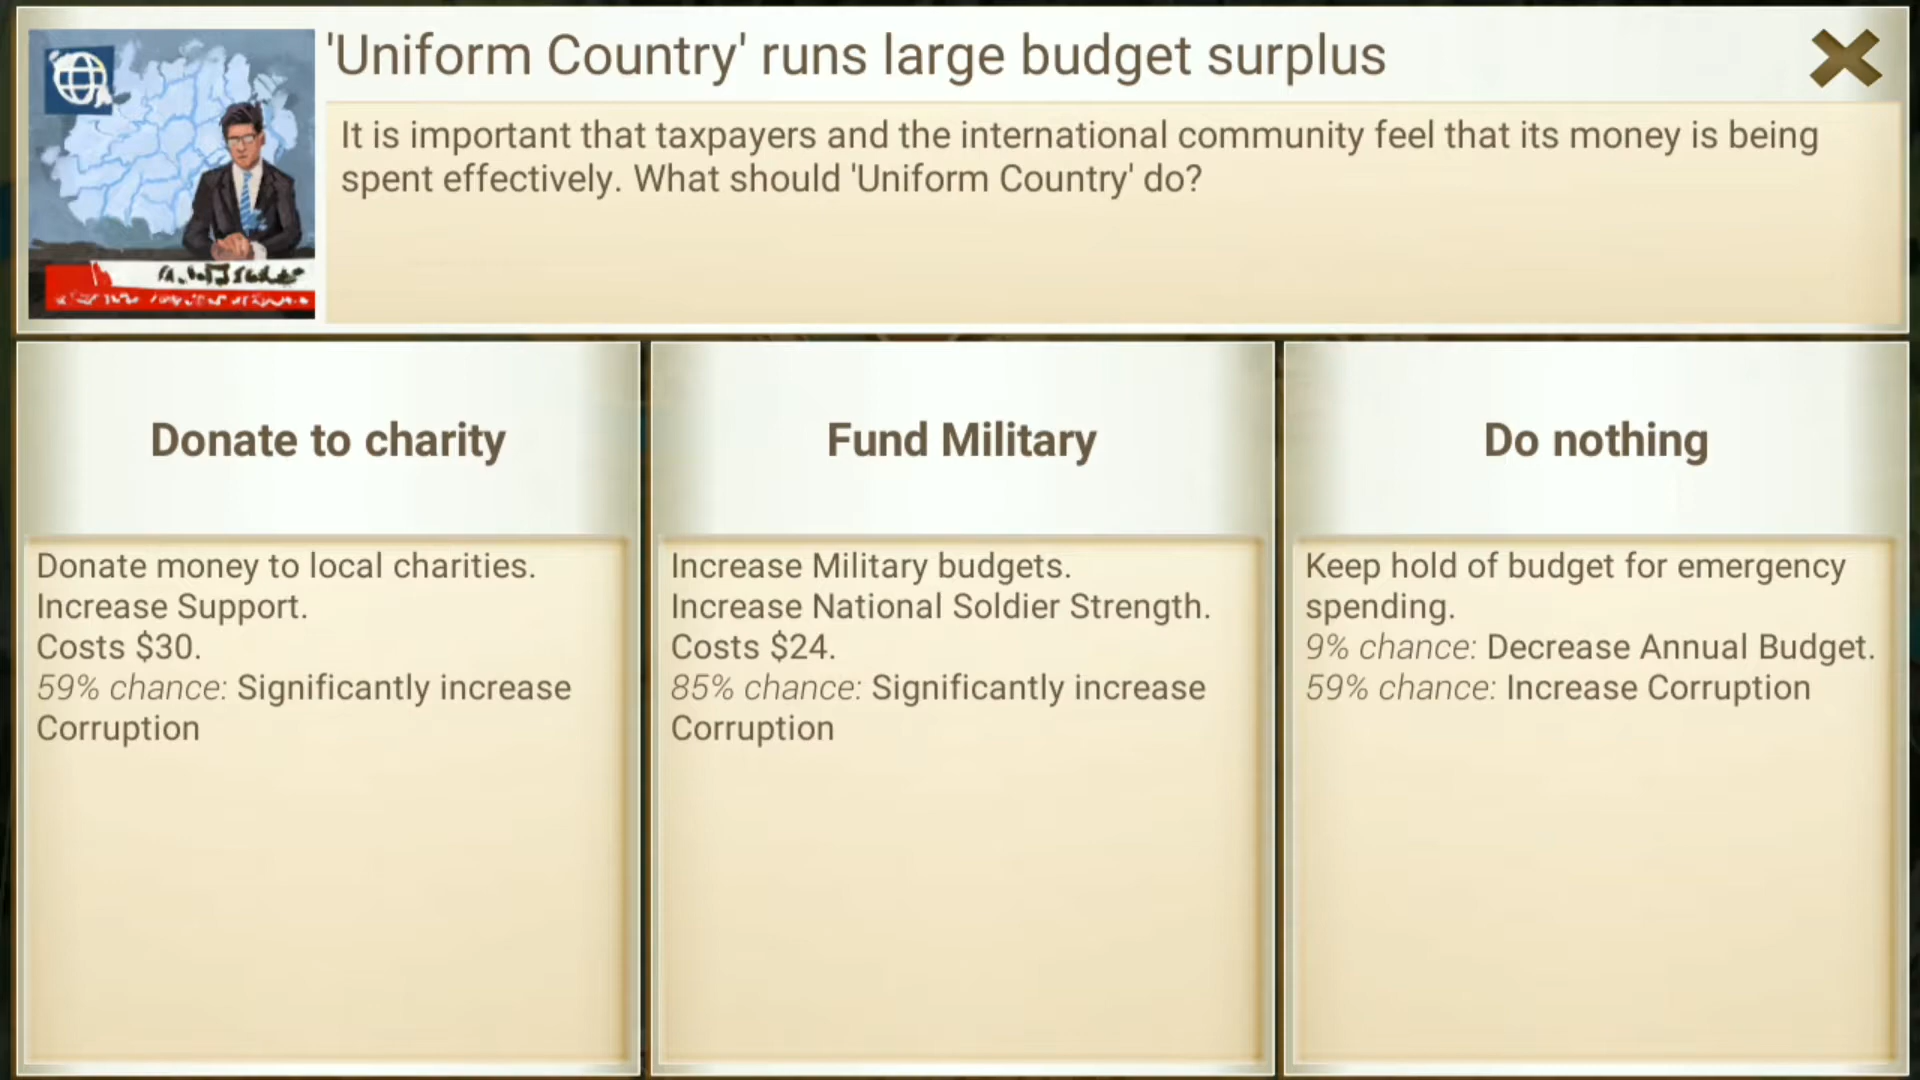 'Uniform Country' runs large budget surplus
It is important that taxpayers and the international community feel that its money is being
spent effectively. What should 'Uniform Country' do?
Donate to charity
Donate money to local charities.
Increase Support.
Costs $30.
59% chance: Significantly increase
Corruption
Fund Military
Increase Military budgets.
Increase National Soldier Strength.
Costs $24.
85% chance: Significantly increase
Corruption
Do nothing
Keep hold of budget for emergency
spending.
9% chance: Decrease Annual Budget.
59% chance: Increase Corruption